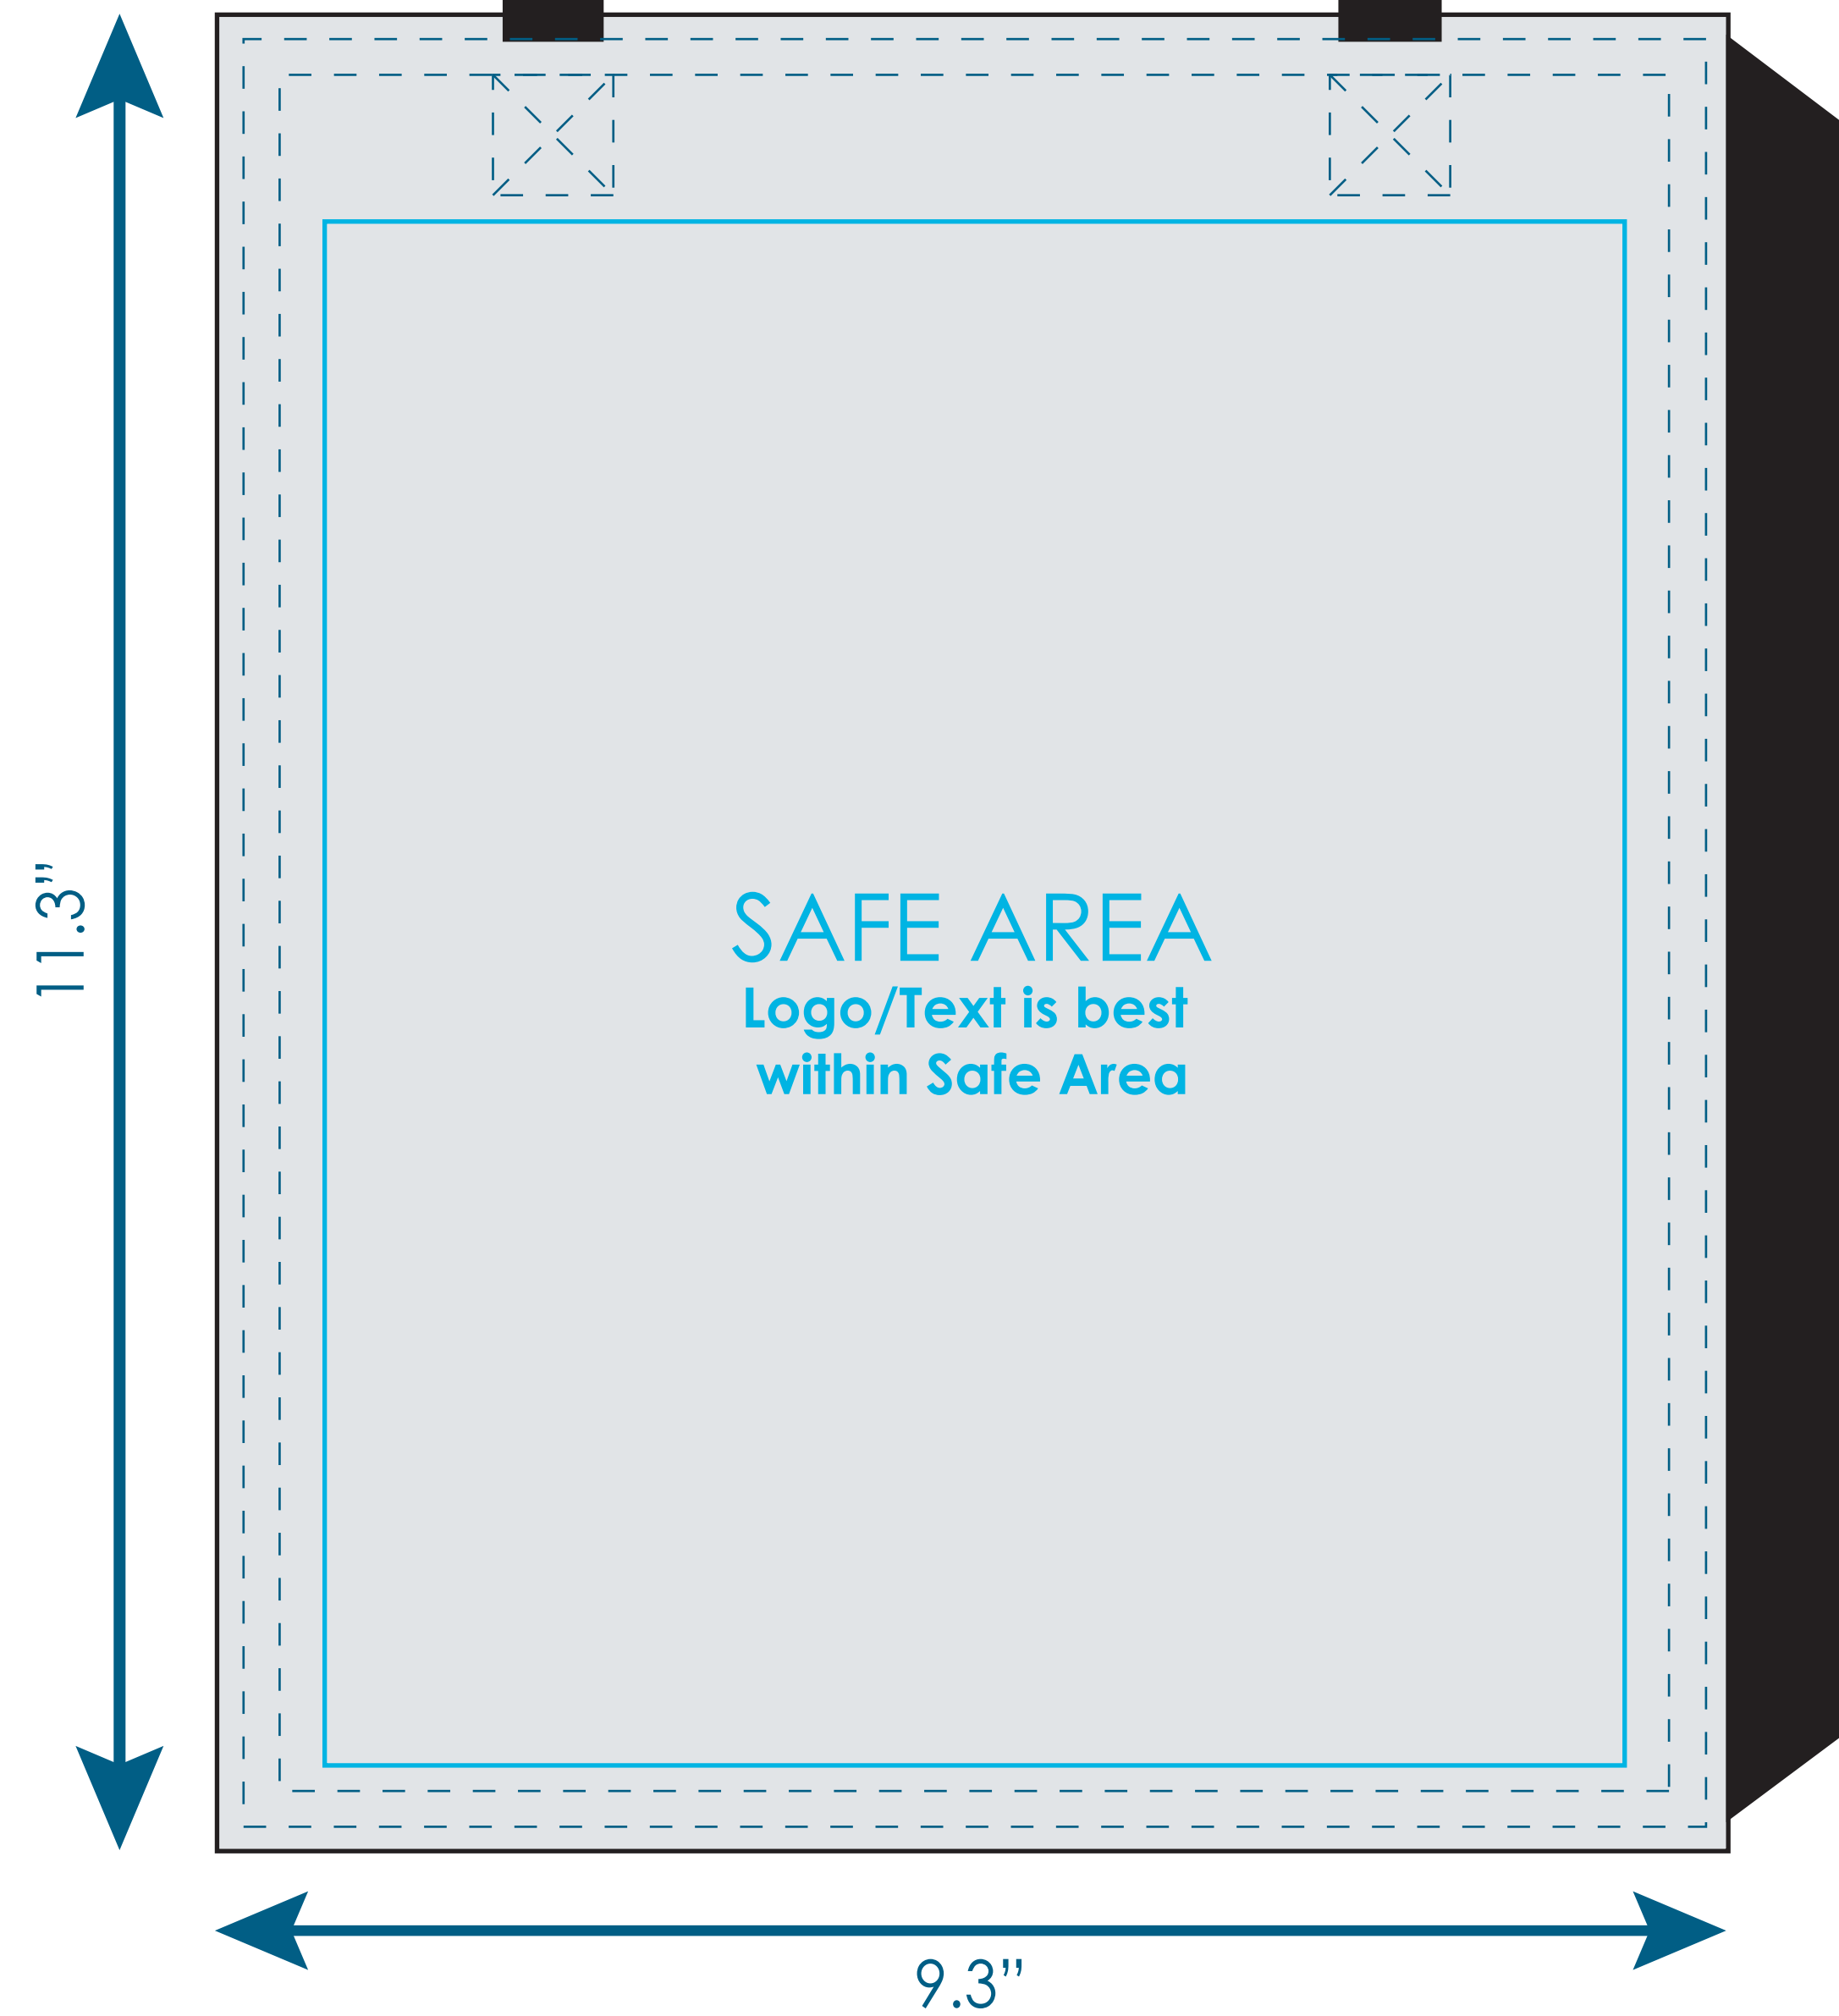 11.3”
SAFE AREA
Logo/Text is best
within Safe Area
9.3”